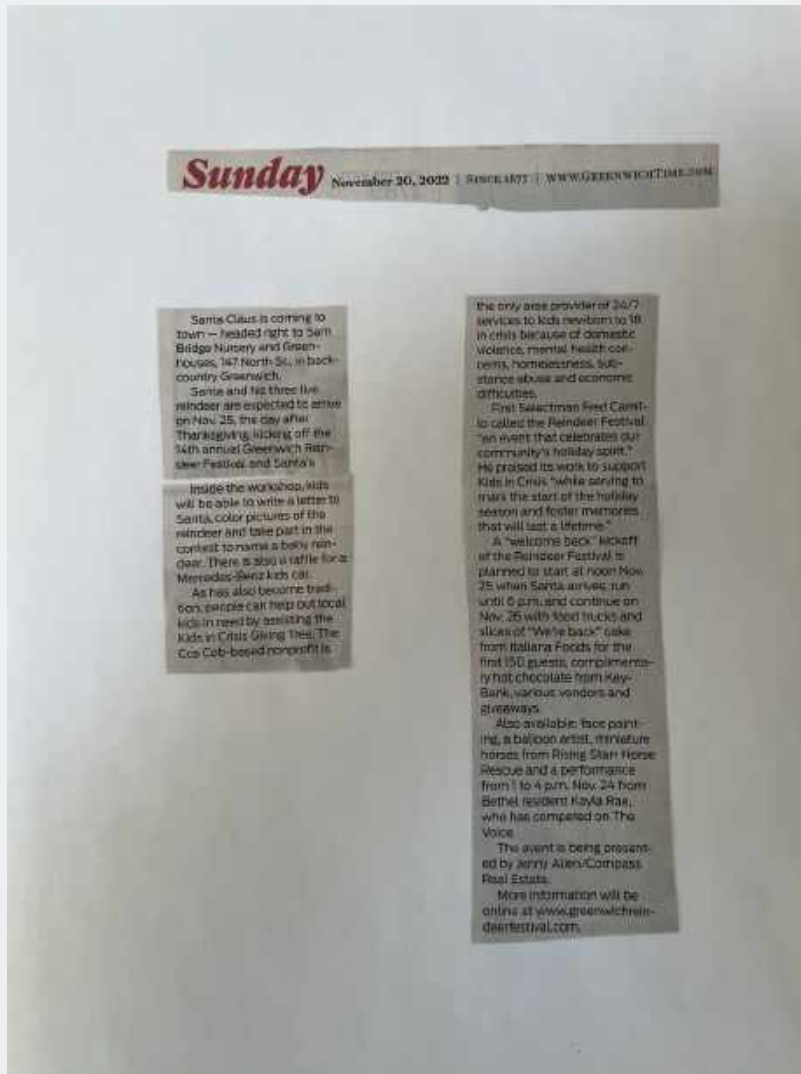 Sunday November 20, 2022 | SINCE 1877 | WWW.GREENWICHTIME.COM
Santa Claus is coming to
town — headed right to Sam
Bridge Nursery and Green-
houses, 147 North St., in back-
country Greenwich.
Santa and his three live
reindeer are expected to arrive
on Nov. 25, the day after
Thanksgiving, kicking off the
14th annual Greenwich Rein-
deer Festival and Santa's
Inside the workshop, kids
will be able to write a letter to
Santa, color pictures of the
reindeer and take part in the
contest to name a baby rein-
deer. There is also a raffle for a
Mercedes-Benz kids car.
As has also become tradi-
tion, people can help out local
kids in need by assisting the
Kids in Crisis Giving Tree. The
Cos Cob-based nonprofit is
the only area provider of 24/7
services to kids newborn to 18
in crisis because of domestic
violence, mental health con-
cerns, homelessness, sub-
stance abuse and economic
difficulties.
First Selectman Fred Camil-
lo called the Reindeer Festival
"an event that celebrates our
community's holiday spirit."
He praised its work to support
Kids in Crisis "while serving to
mark the start of the holiday
season and foster memories
that will last a lifetime."
A "welcome back" kickoff
of the Reindeer Festival is
planned to start at noon Nov.
25 when Santa arrives, run
until 6 p.m. and continue on
Nov. 26 with food trucks and
slices of "We're back" cake
from Italiana Foods for the
first 150 guests, complimenta-
ry hot chocolate from Key-
Bank, various vendors and
giveaways.
Also available: face paint-
ing, a balloon artist, miniature
horses from Rising Starr Horse
Rescue and a performance
from 1 to 4 p.m. Nov. 24 from
Bethel resident Kayla Rae,
who has competed on The
Voice.
The event is being present-
ed by Jenny Allen/Compass
Real Estate.
More information will be
online at www.greenwichrein-
deerfestival.com.